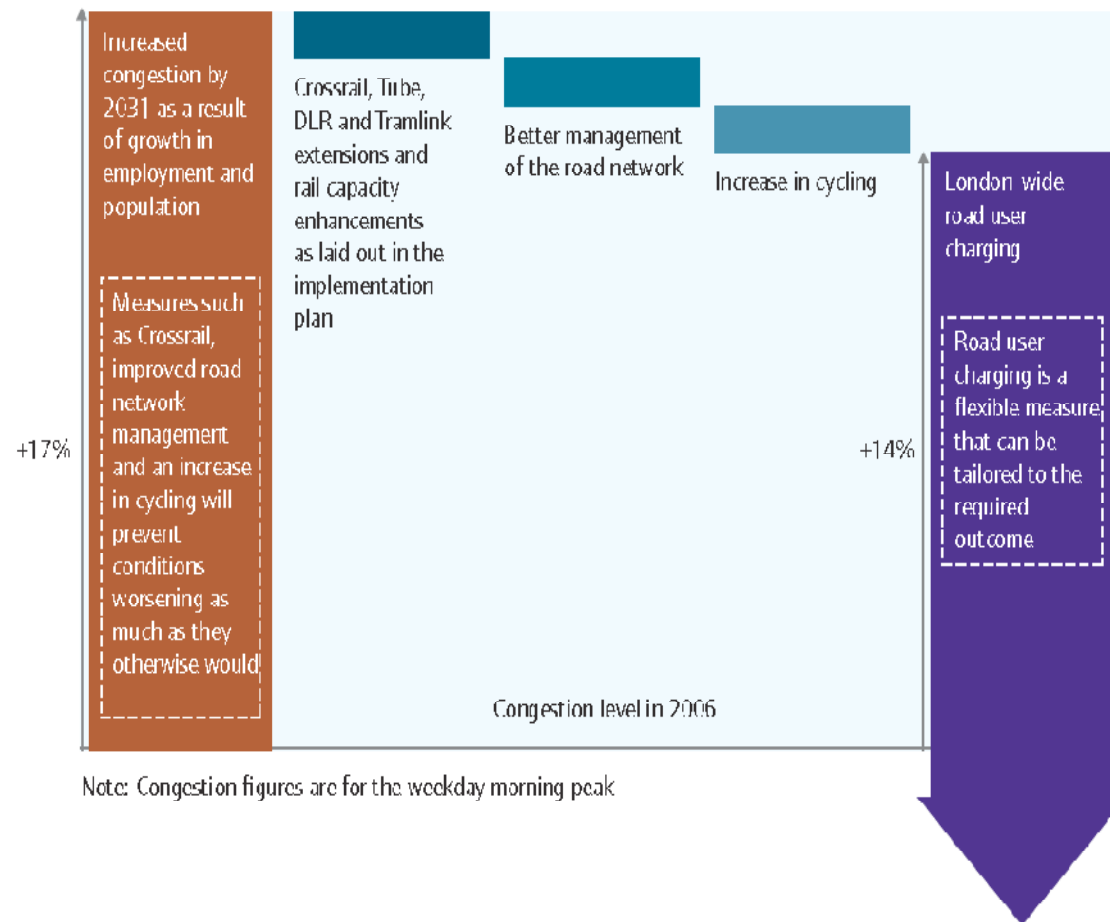 Increased
congestion by
2031 as a result
of growth in
employment and
population
Measures such
as Crossrail,
improved road
network
management
and an increase
in cycling will
prevent
conditions
worsening as
much as they
otherwise would
+17%
Crossrail, Tube,
DLR and Tramlink
extensions and
rail capacity
enhancements
as laid out in the
implementation
plan
Better management
of the road network
Increase in cycling
+14%
London wide
road user
charging
Road user
charging is a
flexible measure
that can be
tailored to the
required
outcome
Congestion level in 2006
Note: Congestion figures are for the weekday morning peak